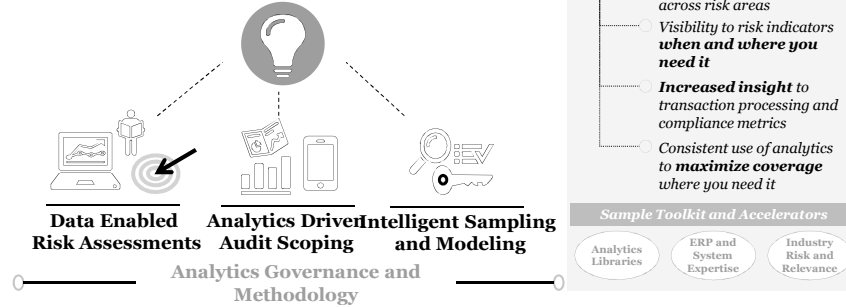 across risk areas
Visibility to risk indicators
when and where you
need it
Increased insight to
transaction processing and
compliance metrics
Consistent use of analytics
to maximize coverage
where you need it
Data Enabled
Risk Assessments
Analytics Driven
Audit Scoping
Intelligent Sampling
and Modeling
Analytics Governance and
Methodology
Sample Toolkit and Accelerators
Analytics
Libraries
ERP and
System
Expertise
Industry
Risk and
Relevance